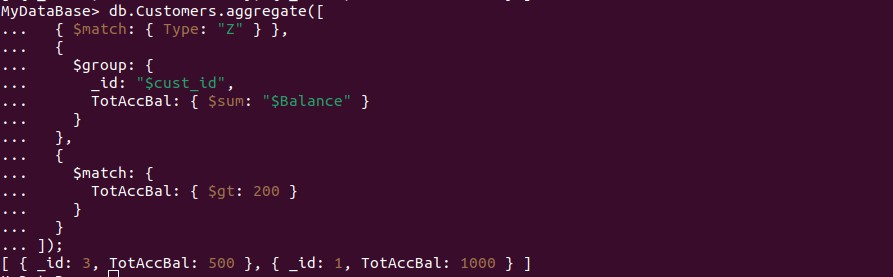 MyDataBase> db.Customers.aggregate([
...   { $match: { Type: "Z" } },
...   {
...     $group: {
...       _id: "$cust_id",
...       TotAccBal: { $sum: "$Balance" }
...     }
...   },
...   {
...     $match: {
...       TotAccBal: { $gt: 200 }
...     }
...   }
... ]);
[ { _id: 3, TotAccBal: 500 }, { _id: 1, TotAccBal: 1000 } ]